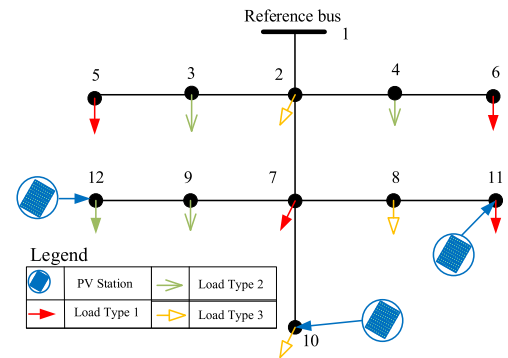 Reference bus
1
5
3
2
4
6
12
9
7
8
11
10
Legend
PV Station
Load Type 2
Load Type 1
Load Type 3